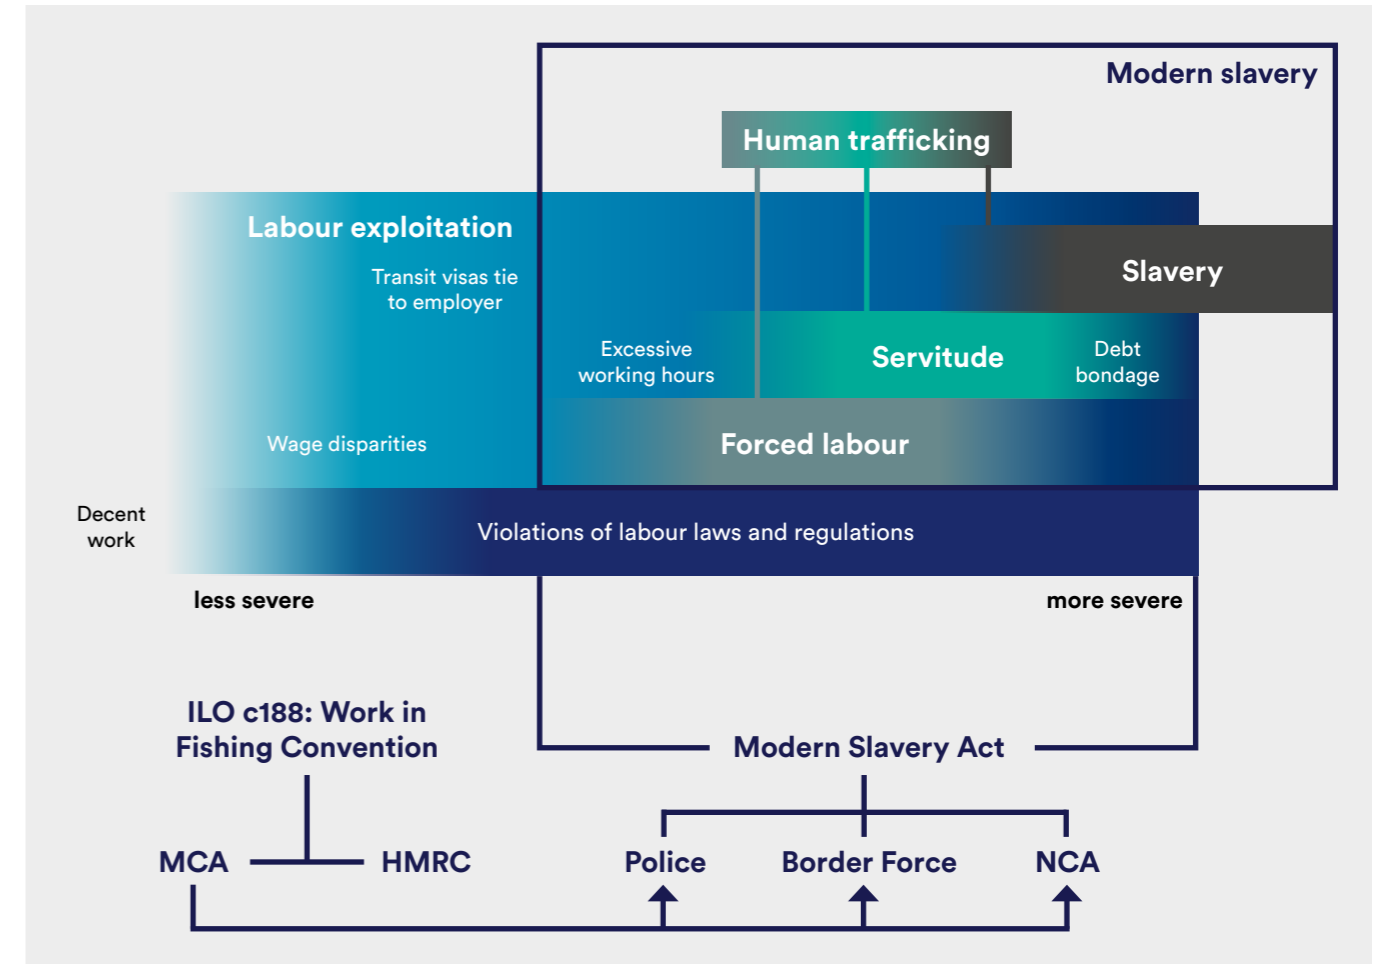 Modern slavery
Human trafficking
Labour exploitation
Transit visas tie
to employer
Slavery
Excessive
working hours
Servitude
Debt
bondage
Wage disparities
Forced labour
Decent
work
Violations of labour laws and regulations
less severe
more severe
ILO c188: Work in
Fishing Convention
Modern Slavery Act
MCA
HMRC
Police
Border Force
NCA